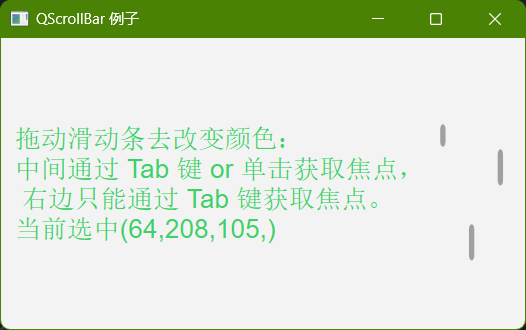 QScrollBar 例子
拖动滑动条去改变颜色：
中间通过 Tab 键 or 单击获取焦点，
右边只能通过 Tab 键获取焦点。
当前选中(64,208,105,)